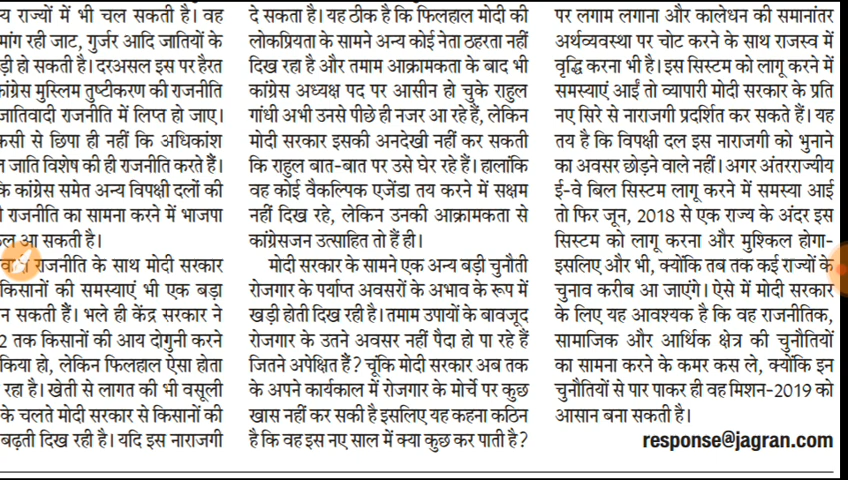 य राज्यों में भी चल सकती है। वह
मांग रही जाट, गुर्जर आदि जातियों के
ड़ी हो सकती है। दरअसल इस पर हैरत
कांग्रेस मुस्लिम तुष्टीकरण की राजनीति
जातिवादी राजनीति में लिप्त हो जाए।
कसी से छिपा ही नहीं कि अधिकांश
जाति विशेष की ही राजनीति करते हैं।
के कांग्रेस समेत अन्य विपक्षी दलों की
राजनीति का सामना करने में भाजपा
आ सकती है।
राजनीति के साथ मोदी सरकार
किसानों की समस्याएं भी एक बड़ा
न सकती हैं। भले ही केंद्र सरकार ने
2 तक किसानों की आय दोगुनी करने
किया हो, लेकिन फिलहाल ऐसा होता
रहा है। खेती से लागत की भी वसूली
के चलते मोदी सरकार से किसानों की
बढ़ती दिख रही है। यदि इस नाराजगी
दे सकता है। यह ठीक है कि फिलहाल मोदी की
लोकप्रियता के सामने अन्य कोई नेता ठहरता नहीं
दिख रहा है और तमाम आक्रामकता के बाद भी
कांग्रेस अध्यक्ष पद पर आसीन हो चुके राहुल
गांधी अभी उनसे पीछे ही नजर आ रहे हैं, लेकिन
मोदी सरकार इसकी अनदेखी नहीं कर सकती
कि राहुल बात-बात पर उसे घेर रहे हैं। हालांकि
वह कोई वैकल्पिक एजेंडा तय करने में सक्षम
नहीं दिख रहे, लेकिन उनकी आक्रामकता से
कांग्रेसजन उत्साहित तो हैं ही।
मोदी सरकार के सामने एक अन्य बड़ी चुनौती
रोजगार के पर्याप्त अवसरों के अभाव के रूप में
खड़ी होती दिख रही है। तमाम उपायों के बावजूद
रोजगार के उतने अवसर नहीं पैदा हो पा रहे हैं
जितने अपेक्षित हैं? चूंकि मोदी सरकार अब तक
के अपने कार्यकाल में रोजगार के मोर्चे पर कुछ
खास नहीं कर सकी है इसलिए यह कहना कठिन
है कि वह इस नए साल में क्या कुछ कर पाती है?
पर लगाम लगाना और कालेधन की समानांतर
अर्थव्यवस्था पर चोट करने के साथ राजस्व में
वृद्धि करना भी है। इस सिस्टम को लागू करने में
समस्याएं आईं तो व्यापारी मोदी सरकार के प्रति
नए सिरे से नाराजगी प्रदर्शित कर सकते हैं। यह
तय है कि विपक्षी दल इस नाराजगी को भुनाने
का अवसर छोड़ने वाले नहीं। अगर अंतरराज्यीय
ई-वे बिल सिस्टम लागू करने में समस्या आई
तो फिर जून, 2018 से एक राज्य के अंदर इस
सिस्टम को लागू करना और मुश्किल होगा-
इसलिए और भी, क्योंकि तब तक कई राज्यों के
चुनाव करीब आ जाएंगे। ऐसे में मोदी सरकार
के लिए यह आवश्यक है कि वह राजनीतिक,
सामाजिक और आर्थिक क्षेत्र की चुनौतियों
का सामना करने के कमर कस ले, क्योंकि इन
चुनौतियों से पार पाकर ही वह मिशन-2019 को
आसान बना सकती है।
response@jagran.com